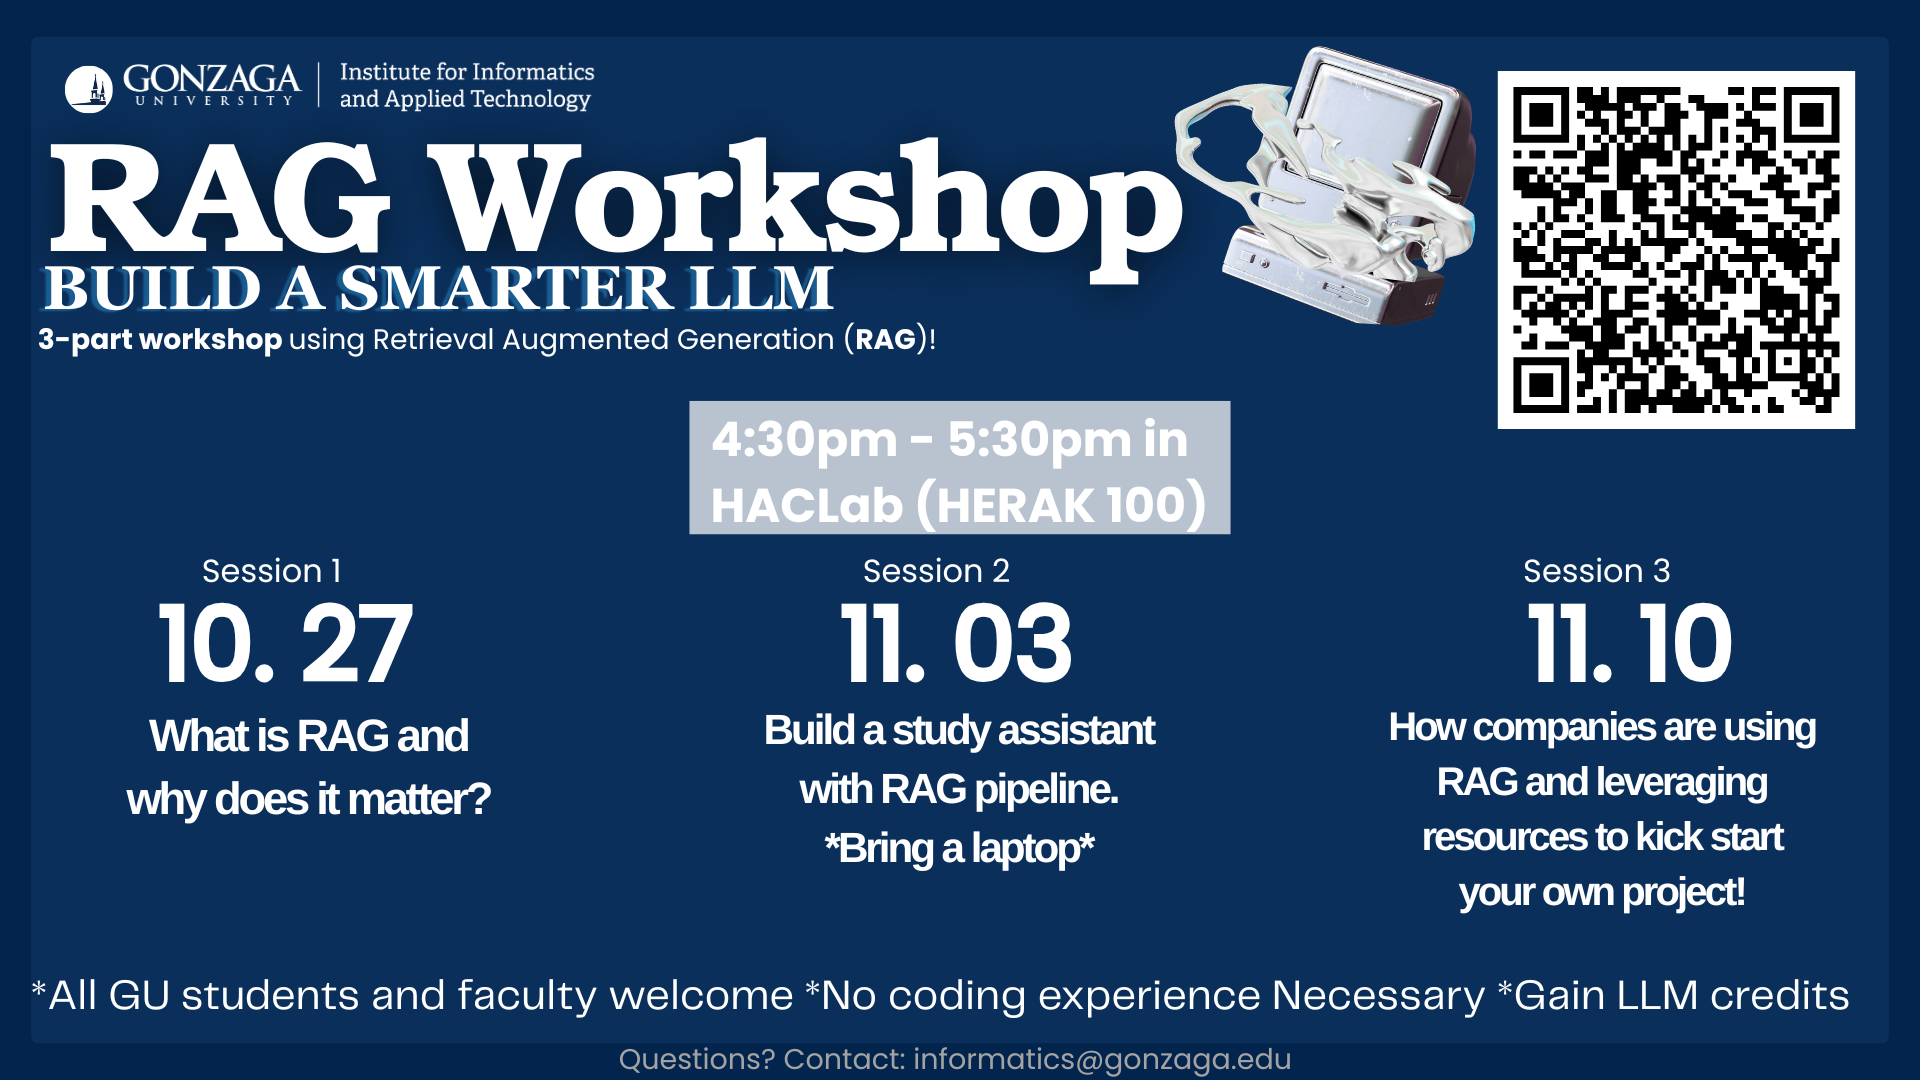 GONZAGA
UNIVERSITY
Institute for Informatics
and Applied Technology
RAG Workshop
BUILD A SMARTER LLM
3-part workshop using Retrieval Augmented Generation (RAG)!
4:30pm - 5:30pm in
HACLab (HERAK 100)
Session 1
10. 27
What is RAG and
why does it matter?
Session 2
11. 03
Build a study assistant
with RAG pipeline.
*Bring a laptop*
Session 3
11. 10
How companies are using
RAG and leveraging
resources to kick start
your own project!
*All GU students and faculty welcome *No coding experience Necessary *Gain LLM credits
Questions? Contact: informatics@gonzaga.edu